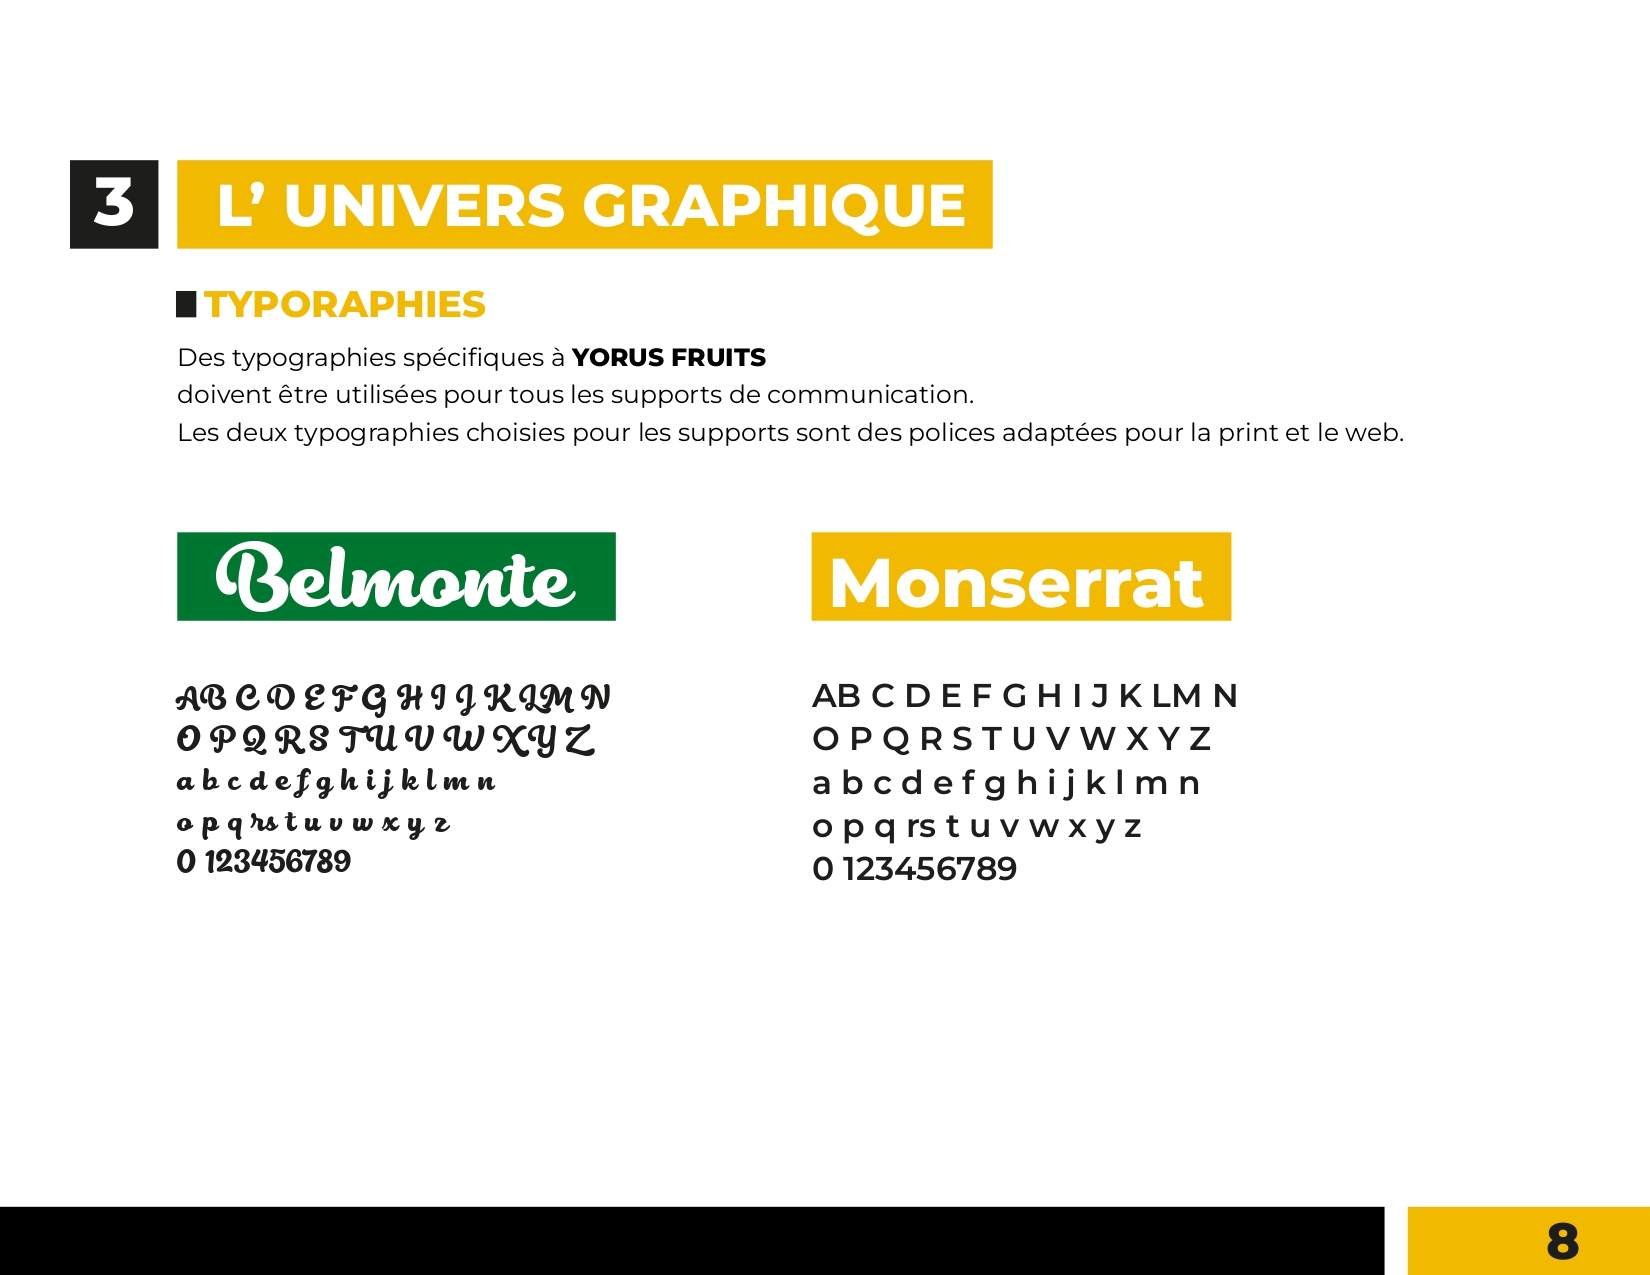 3 L’ UNIVERS GRAPHIQUE
TYPORAPHIES
Des typographies spécifiques à YORUS FRUITS
doivent être utilisées pour tous les supports de communication.
Les deux typographies choisies pour les supports sont des polices adaptées pour la print et le web.
Belmonte
AB C D E F G H I J K LM N
O P Q R S T U V W X Y Z
a b c d e f g h i j k l m n
o p q rs t u v w x y z
0 123456789
Monserrat
AB C D E F G H I J K LM N
O P Q R S T U V W X Y Z
a b c d e f g h i j k l m n
o p q rs t u v w x y z
0 123456789
8